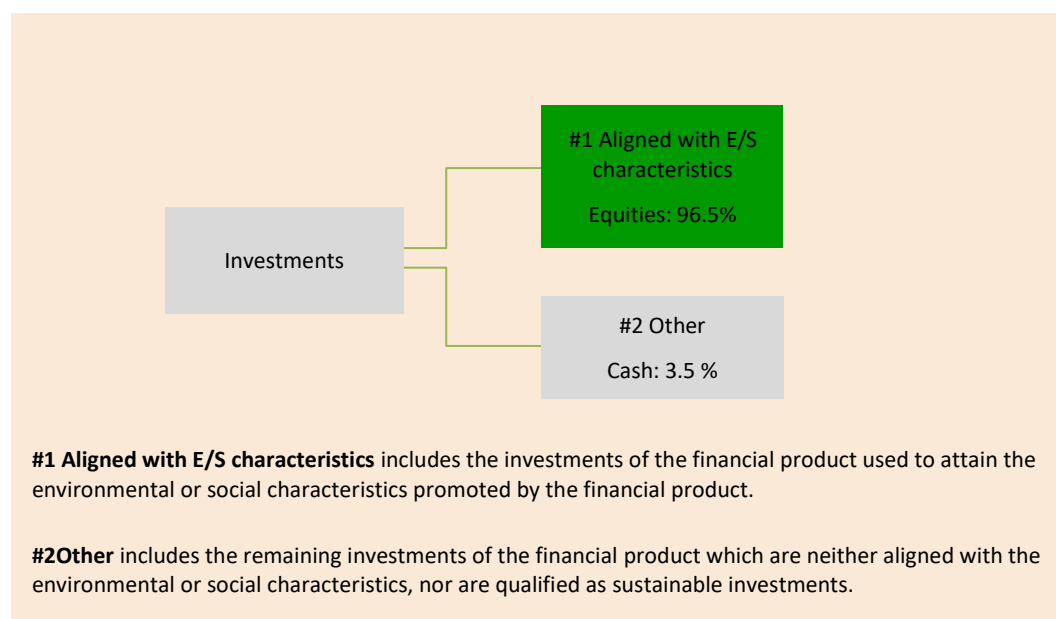 #1 Aligned with E/S
characteristics
Equities: 96.5%
Investments
#2 Other
Cash: 3.5 %
#1 Aligned with E/S characteristics includes the investments of the financial product used to attain the
environmental or social characteristics promoted by the financial product.
#2Other includes the remaining investments of the financial product which are neither aligned with the
environmental or social characteristics, nor are qualified as sustainable investments.